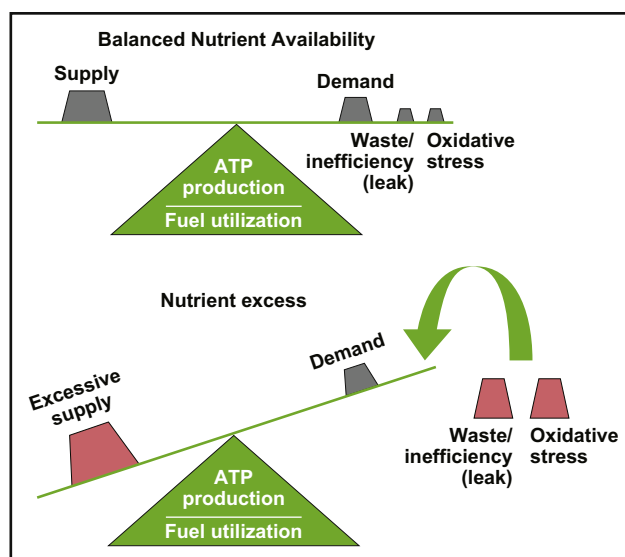 Balanced Nutrient Availability
Supply
Demand
Waste/
inefficiency
(leak)
Oxidative
stress
ATP
production
Fuel utilization
Nutrient excess
Demand
Excessive
supply
Waste/
inefficiency
(leak)
Oxidative
stress
ATP
production
Fuel utilization